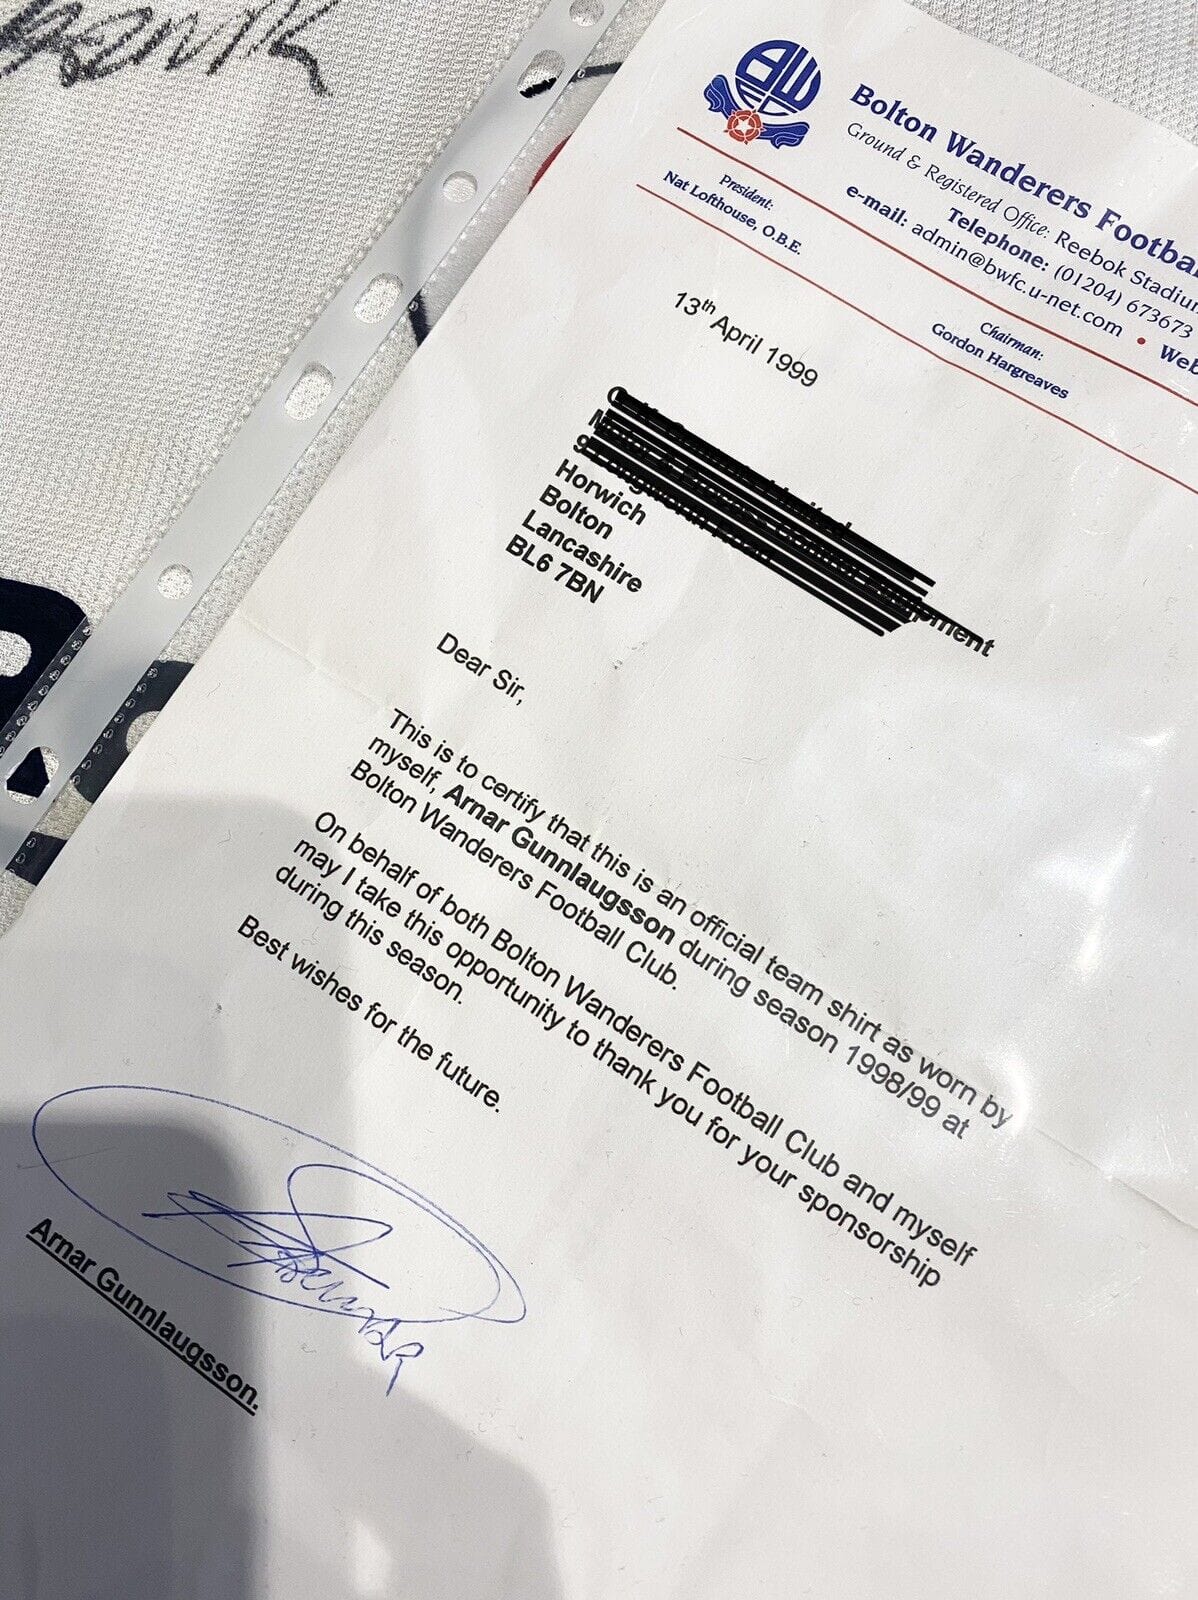 BWFC
Bolton Wanderers Footba
Ground & Registered Office: Reebok Stadium
Telephone: (01204) 673673
e-mail: admin@bwfc.u-net.com • Web
President:
Nat Lofthouse, O.B.E.
Chairman:
Gordon Hargreaves
13th April 1999
Horwich
Bolton
Lancashire
BL6 7BN
Dear Sir,
This is to certify that this is an official team shirt as worn by
myself, Arnar Gunnlaugsson during season 1998/99 at
Bolton Wanderers Football Club.
On behalf of both Bolton Wanderers Football Club and myself
may I take this opportunity to thank you for your sponsorship
during this season.
Best wishes for the future.
Arnar Gunnlaugsson.